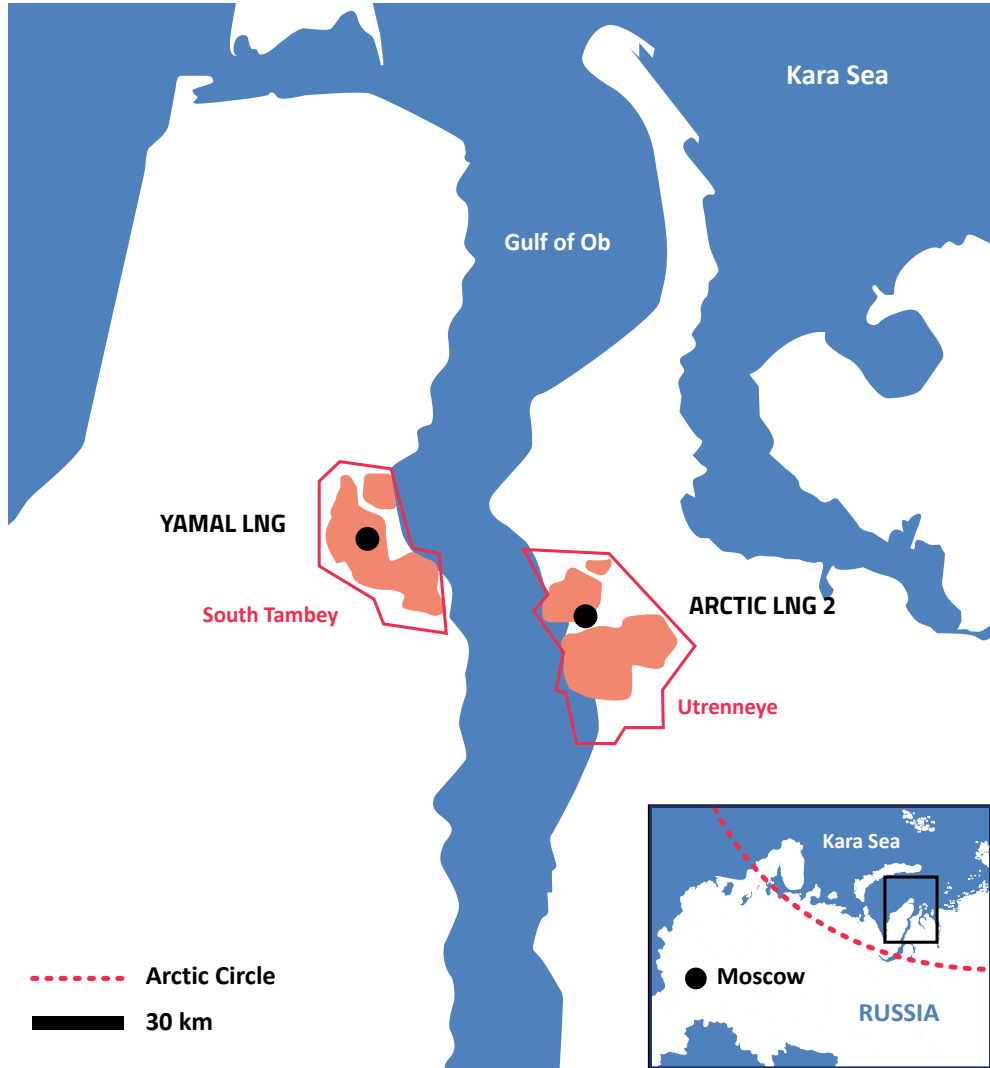 Kara Sea
Gulf of Ob
YAMAL LNG
South Tambey
ARCTIC LNG 2
Utrenneye
Kara Sea
Moscow
RUSSIA
Arctic Circle
30 km